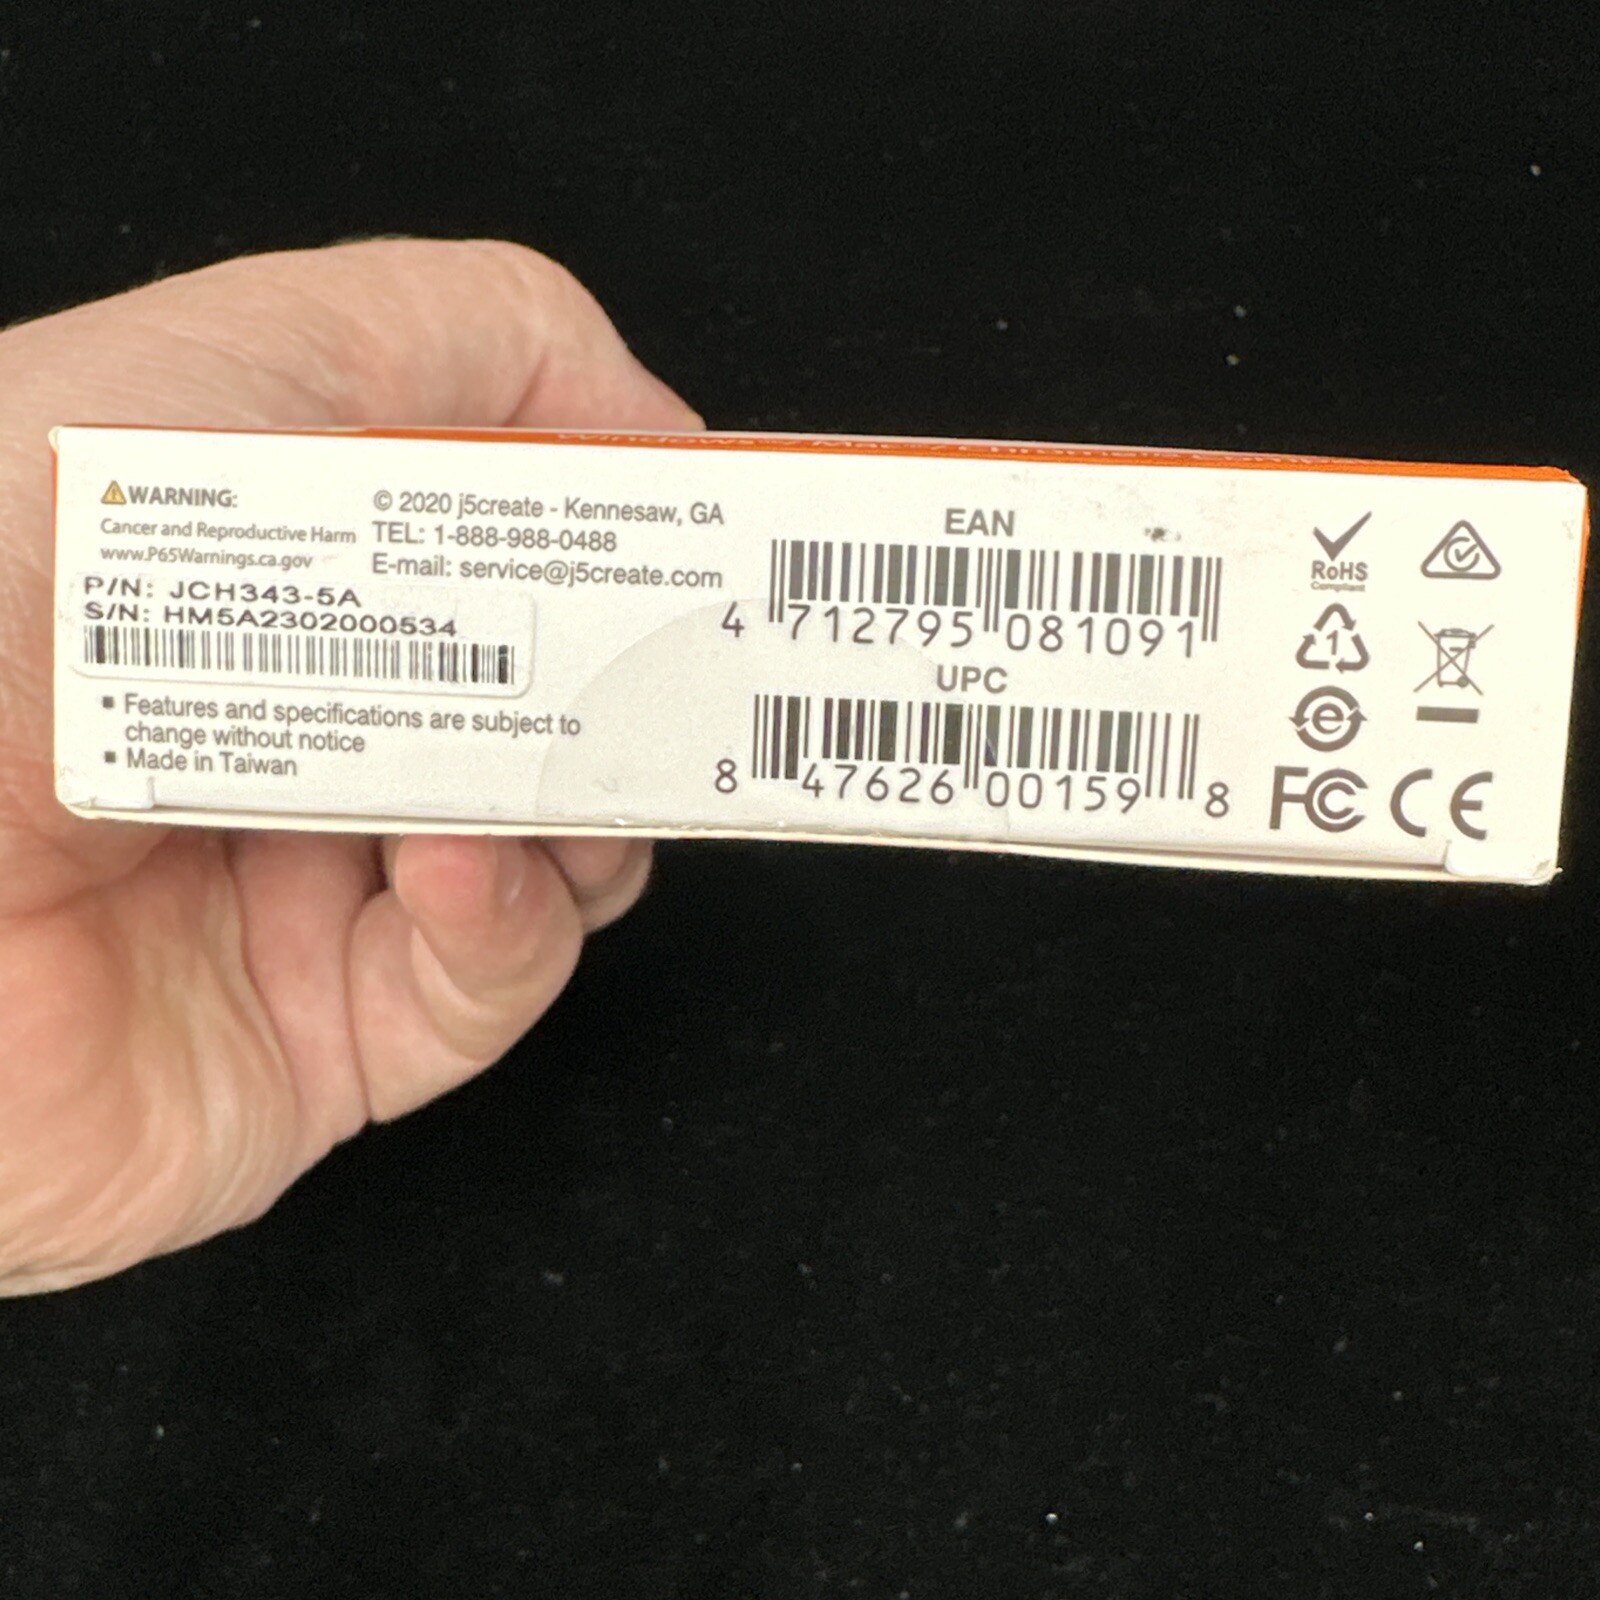 Windows
⚠WARNING:
Cancer and Reproductive Harm
www.P65Warnings.ca.gov
© 2020 j5create - Kennesaw, GA
TEL: 1-888-988-0488
E-mail: service@j5create.com
P/N: JCH343-5A
S/N: HM5A2302000534
▪ Features and specifications are subject to
change without notice
▪ Made in Taiwan
EAN
4 712795 081091
UPC
8 47626 00159 8
RoHS
Compliant
1
e
FC CE